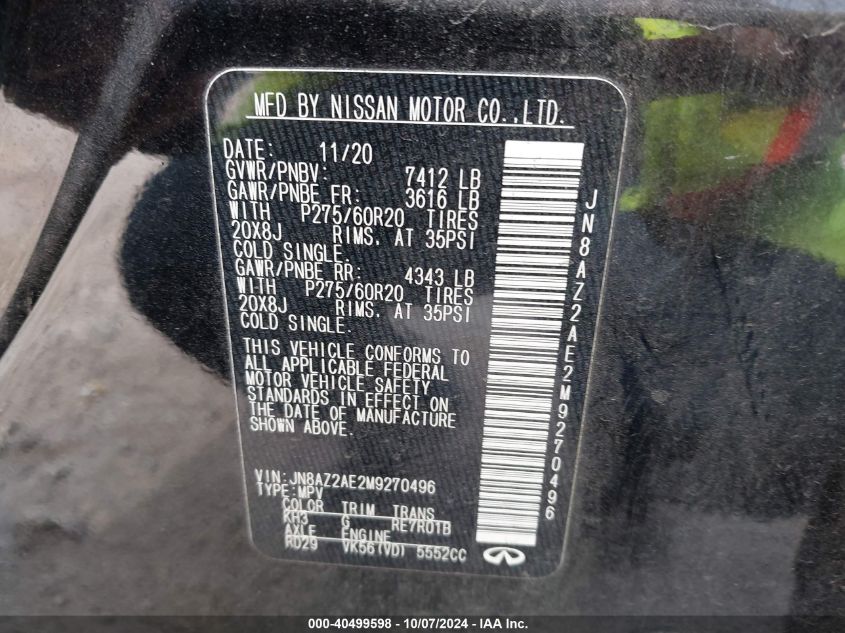 MFD BY NISSAN MOTOR CO.,LTD.
DATE: 11/20
GVWR/PNBV: 7412 LB
GAWR/PNBE FR: 3616 LB
WITH P275/60R20 TIRES
20X8J RIMS. AT 35PSI
COLD SINGLE.
GAWR/PNBE RR: 4343 LB
WITH P275/60R20 TIRES
20X8J RIMS. AT 35PSI
COLD SINGLE.
THIS VEHICLE CONFORMS TO
ALL APPLICABLE FEDERAL
MOTOR VEHICLE SAFETY
STANDARDS IN EFFECT ON
THE DATE OF MANUFACTURE
SHOWN ABOVE.
VIN: JN8AZ2AE2M9270496
TYPE: MPV
COLOR TRIM TRANS
KH3 G RE7R01B
AXLE ENGINE
RD29 VK56(VD) 5552CC
JN8AZ2AE2M9270496
000-40499598 - 10/07/2024 - IAA Inc.